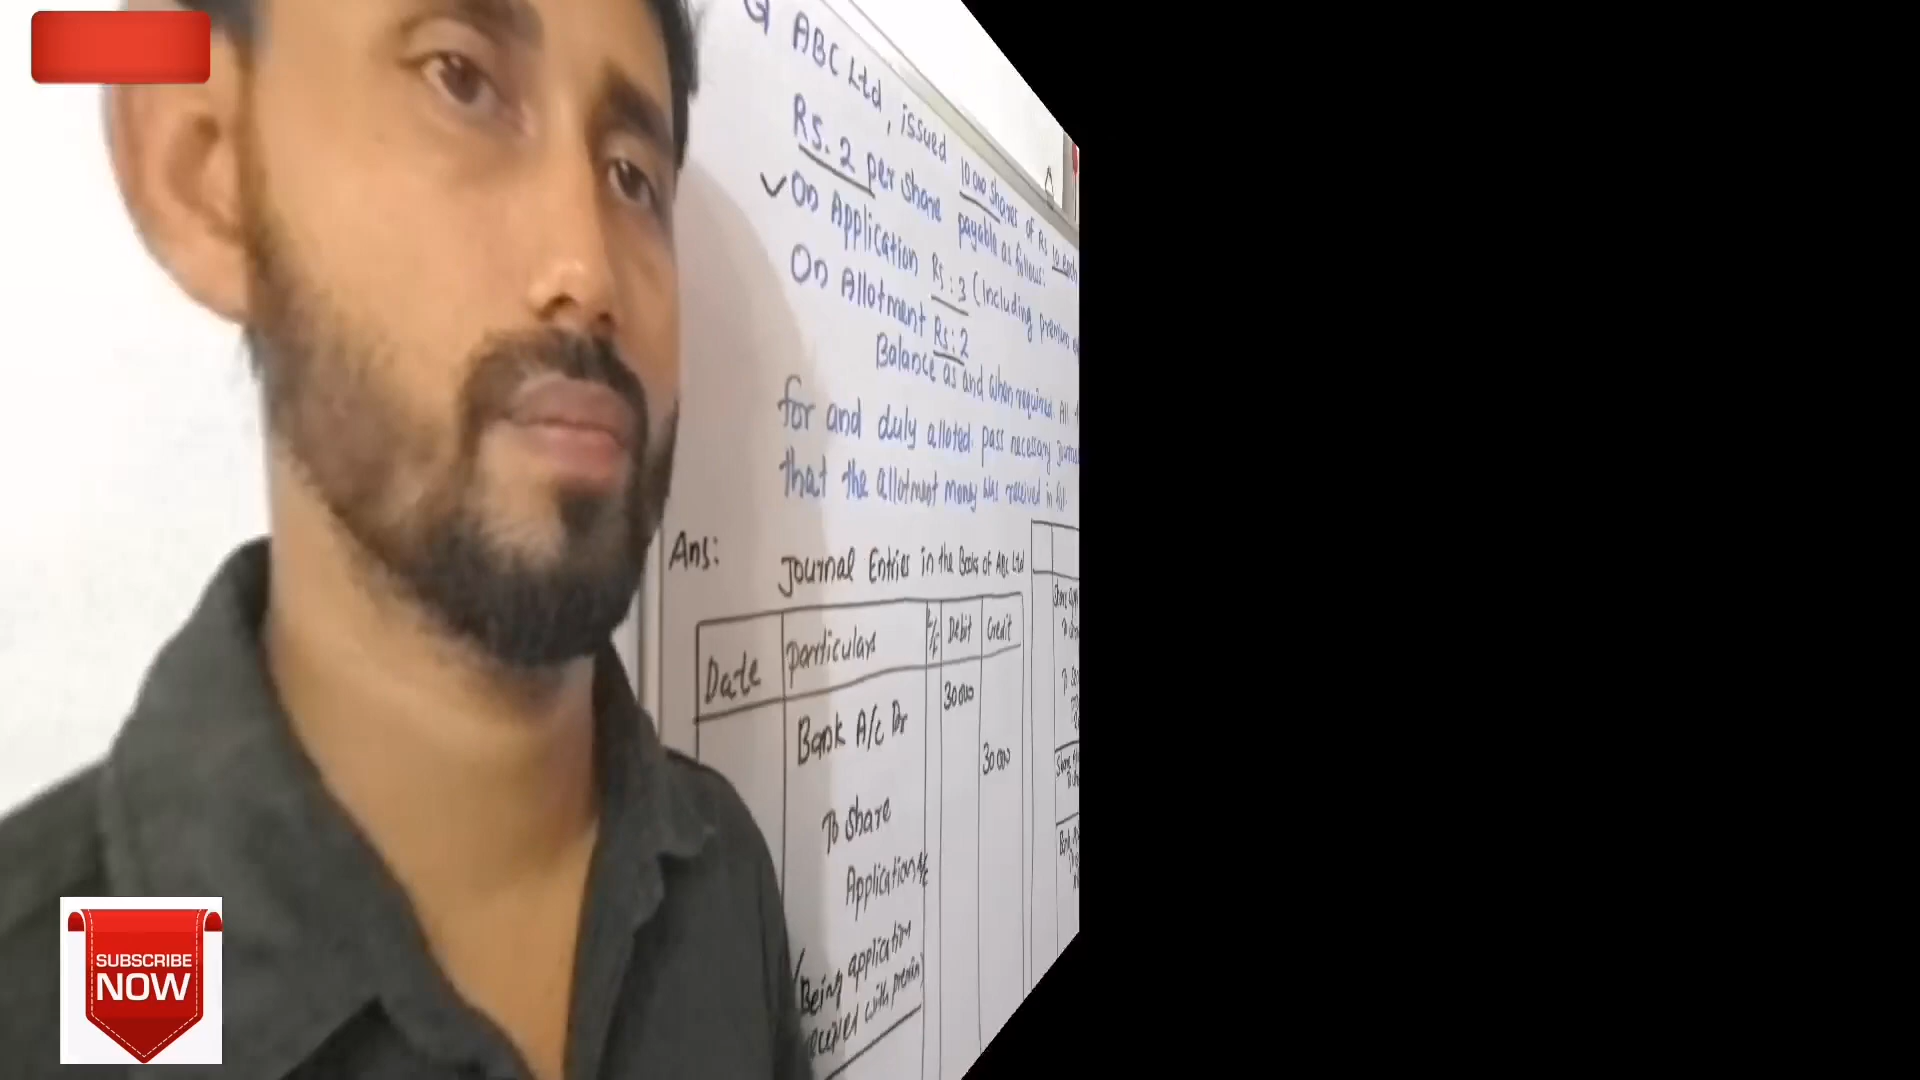 Q ABC Ltd, issued 10000 shares of Rs 10 each
Rs. 2 per share payable as follows:
On Application Rs: 3 (Including premium
On Allotment Rs: 2
Balance as and when required. All
for and duly alloted. pass necessary Journal
that the allotment money was received in full
Ans:
Journal Entries in the Books of ABC Ltd
Date Particulars L/F Debit Credit
Bank A/c Dr 30000
30000
To share
Application A/c
(Being application
received with premium)
SUBSCRIBE
NOW